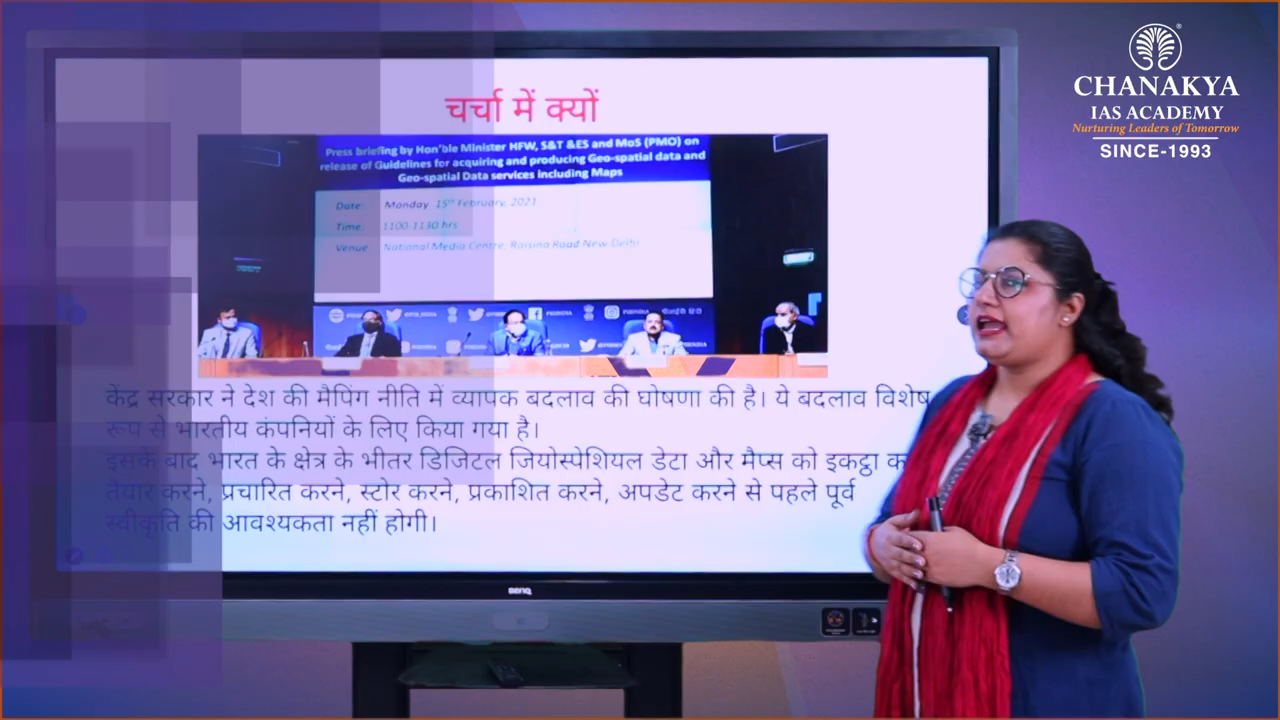 चर्चा में क्यों
Press briefing by Hon'ble Minister HFW, S&T &ES and MoS (PMO) on
release of Guidelines for acquiring and producing Geo-spatial data and
Geo-spatial Data services including Maps
Date: Monday 15th February, 2021
Time: 1100-1130 hrs
Venue: National Media Centre, Raisina Road New Delhi
केंद्र सरकार ने देश की मैपिंग नीति में व्यापक बदलाव की घोषणा की है। ये बदलाव विशेष
रूप से भारतीय कंपनियों के लिए किया गया है।
इसके बाद भारत के क्षेत्र के भीतर डिजिटल जियोस्पेशियल डेटा और मैप्स को इकट्ठा
तैयार करने, प्रचारित करने, स्टोर करने, प्रकाशित करने, अपडेट करने से पहले पूर्व
स्वीकृति की आवश्यकता नहीं होगी।
BenQ
CHANAKYA
IAS ACADEMY
Nurturing Leaders of Tomorrow
SINCE-1993